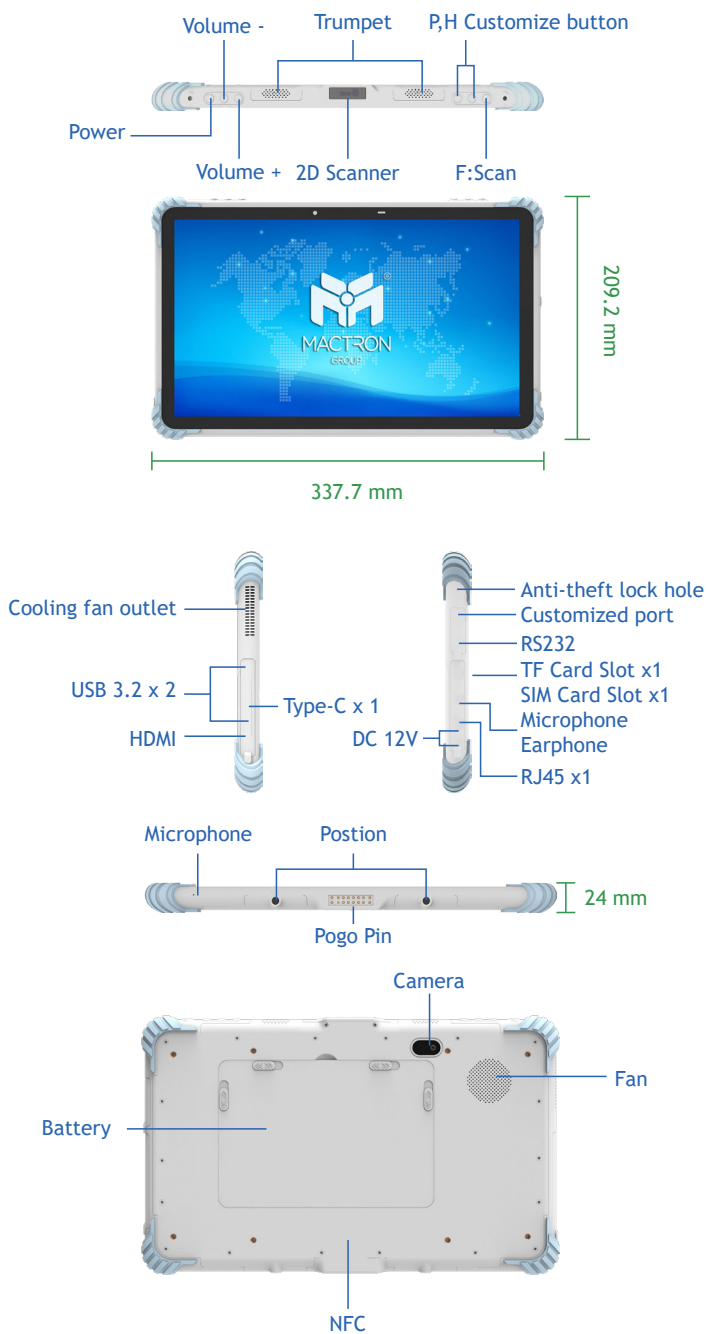 Volume -
Trumpet
P,H Customize button
Power
Volume +
2D Scanner
F:Scan
®
MACTRON
GROUP
209.2 mm
337.7 mm
Cooling fan outlet
USB 3.2 x 2
Type-C x 1
HDMI
Anti-theft lock hole
Customized port
RS232
TF Card Slot x1
SIM Card Slot x1
Microphone
DC 12V
Earphone
RJ45 x1
Microphone
Postion
24 mm
Pogo Pin
Camera
Fan
Battery
NFC